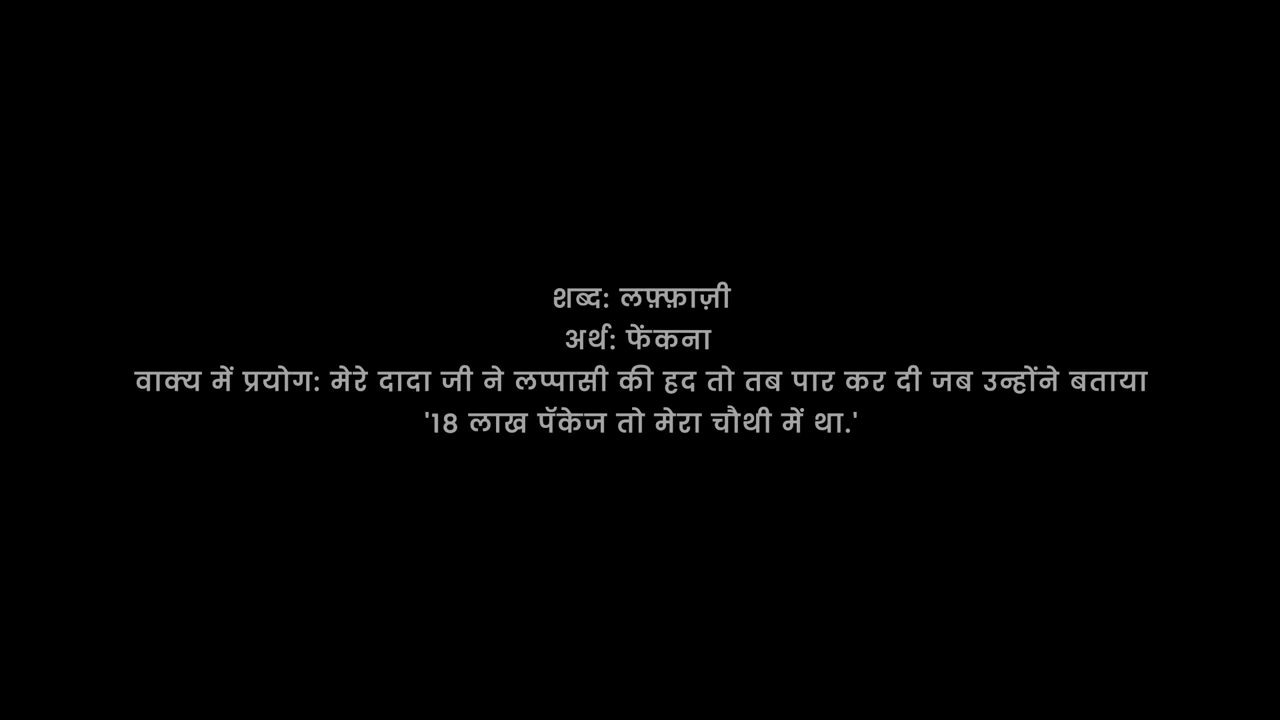 शब्द: लफ़्फ़ाज़ी
अर्थ: फेंकना
वाक्य में प्रयोग: मेरे दादा जी ने लप्पासी की हद तो तब पार कर दी जब उन्होंने बताया
'18 लाख पॅकेज तो मेरा चौथी में था.'